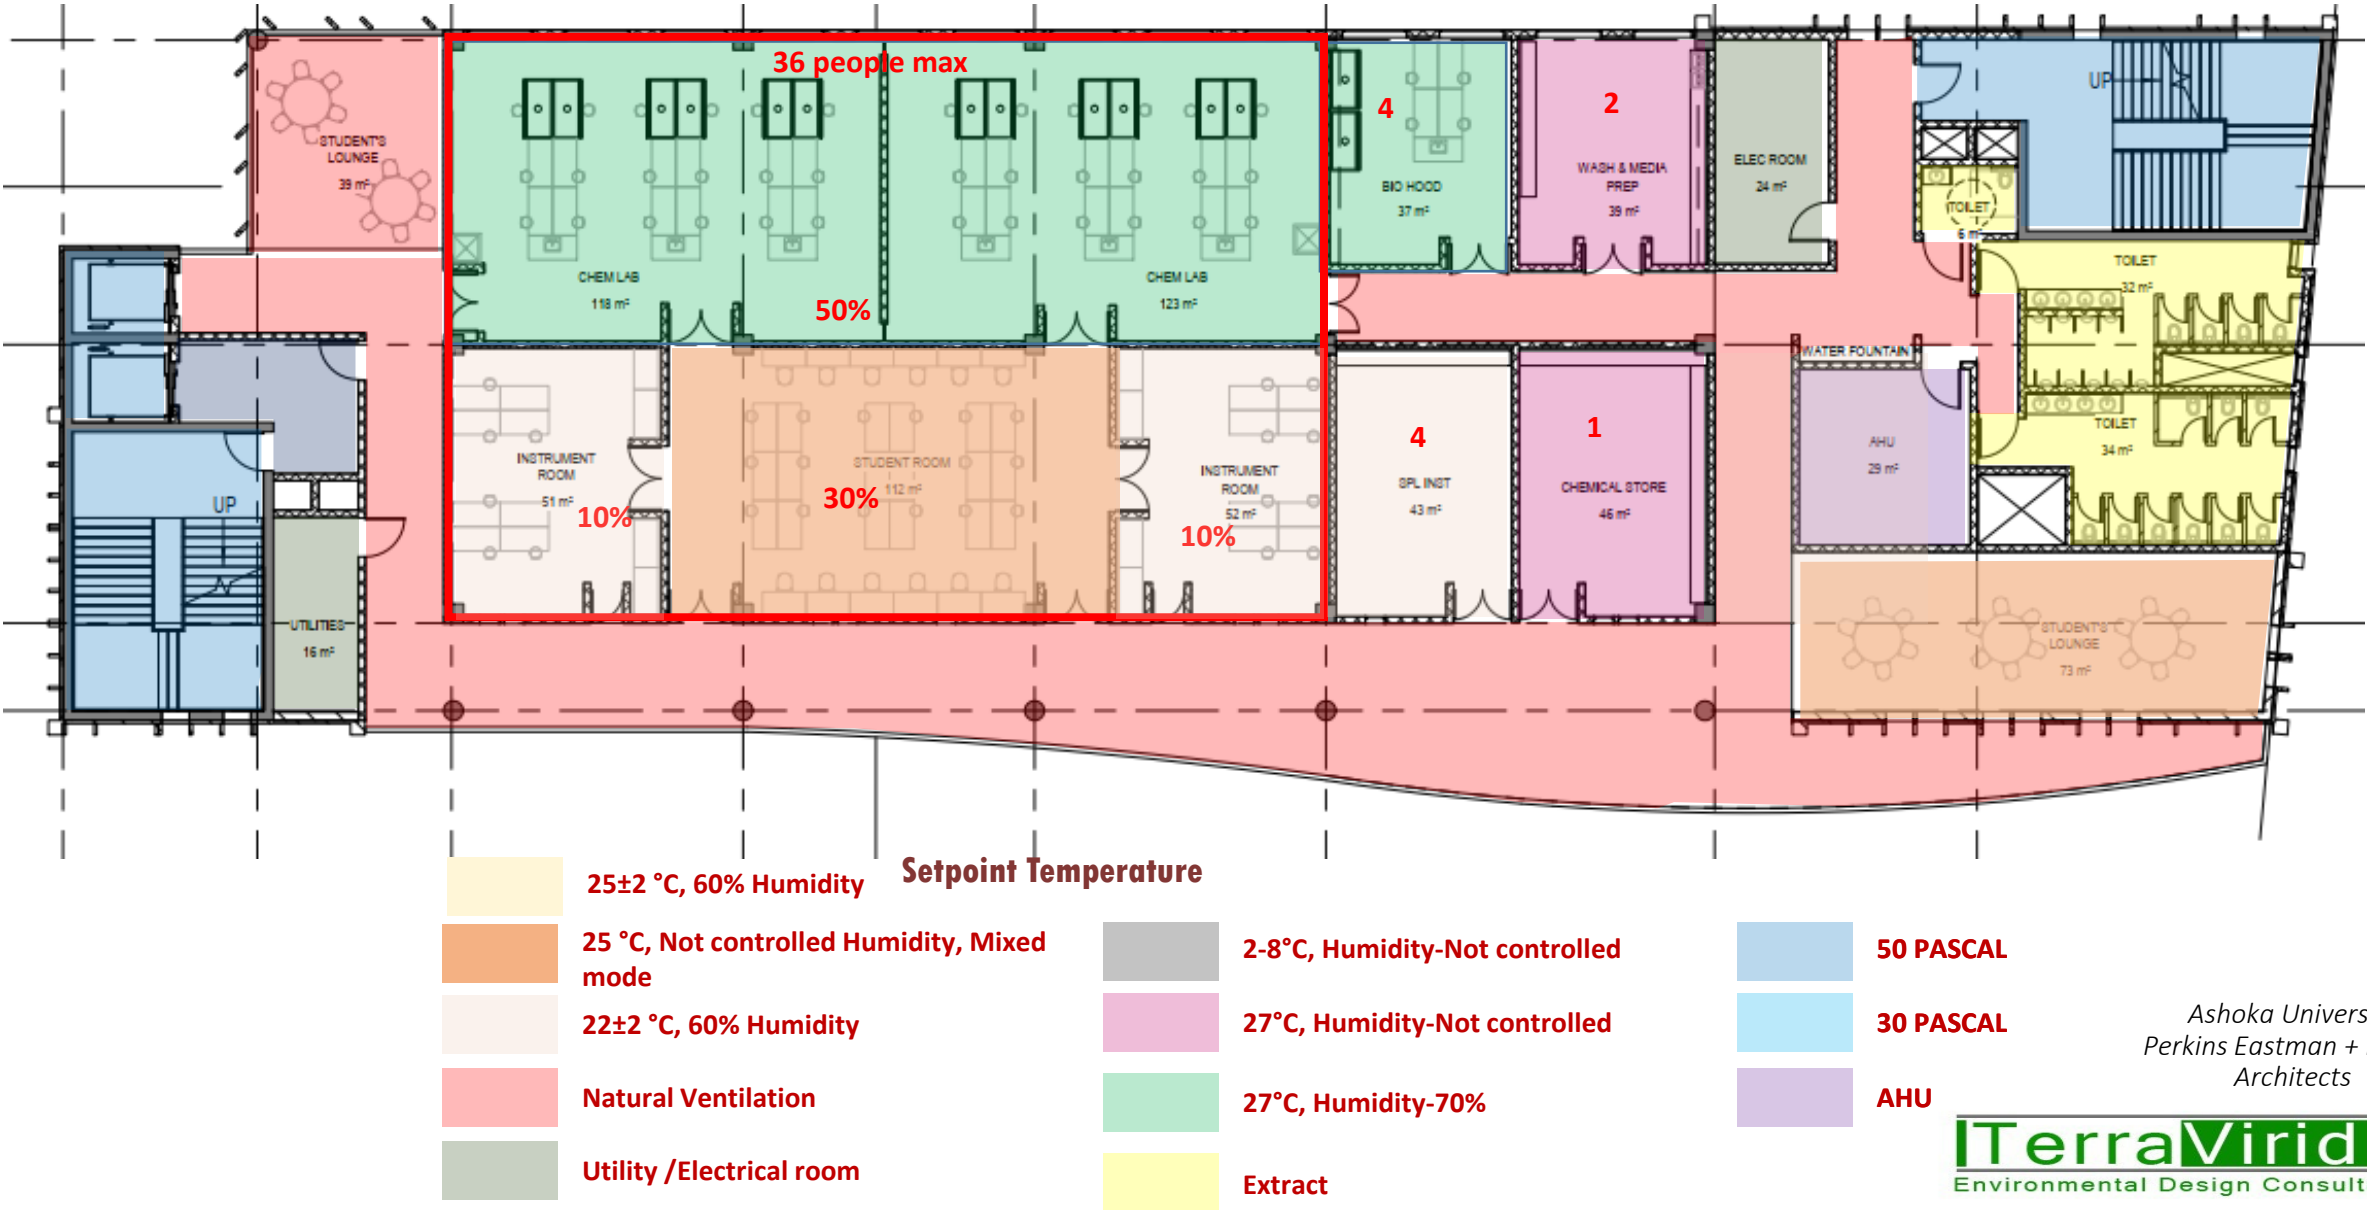 36 people max
STUDENT'S
LOUNGE
39 m²
CHEM LAB
118 m²
50%
CHEM LAB
123 m²
4
BIO HOOD
37 m²
2
WASH & MEDIA
PREP
39 m²
ELEC ROOM
24 m²
UP
TOILET
6 m²
TOILET
32 m²
WATER FOUNTAIN
TOILET
34 m²
AHU
29 m²
INSTRUMENT
ROOM
51 m²
10%
STUDENT ROOM
112 m²
30%
INSTRUMENT
ROOM
52 m²
10%
4
SPL INST
43 m²
1
CHEMICAL STORE
46 m²
UP
UTILITIES
16 m²
STUDENT'S
LOUNGE
73 m²
Setpoint Temperature
25±2 °C, 60% Humidity
25 °C, Not controlled Humidity, Mixed
mode
22±2 °C, 60% Humidity
Natural Ventilation
Utility /Electrical room
2-8°C, Humidity-Not controlled
27°C, Humidity-Not controlled
27°C, Humidity-70%
Extract
50 PASCAL
30 PASCAL
AHU
Ashoka Univers
Perkins Eastman +
Architects
TerraVirid
Environmental Design Consult